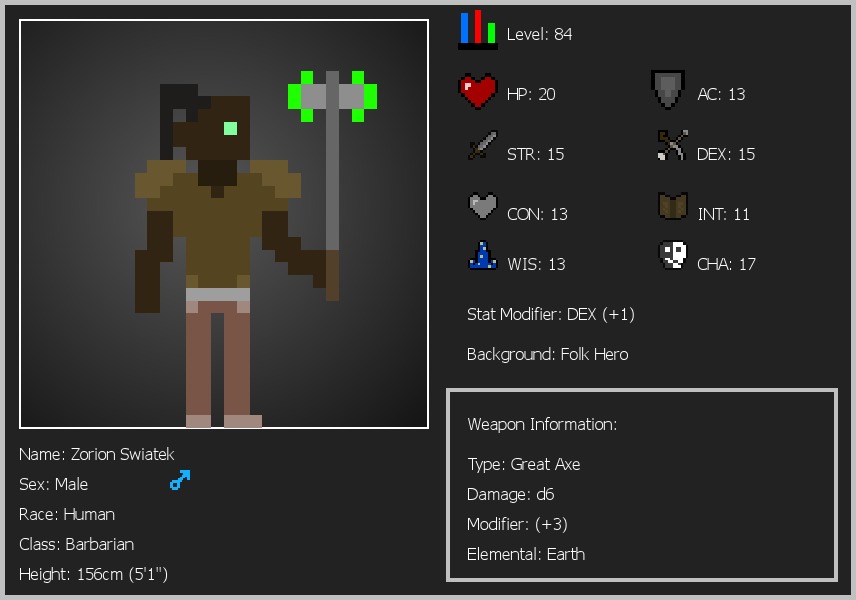 Level: 84
HP: 20
AC: 13
STR: 15
DEX: 15
CON: 13
INT: 11
WIS: 13
CHA: 17
Stat Modifier: DEX (+1)
Background: Folk Hero
Weapon Information:
Type: Great Axe
Damage: d6
Modifier: (+3)
Elemental: Earth
Name: Zorion Swiatek
Sex: Male
Race: Human
Class: Barbarian
Height: 156cm (5'1")